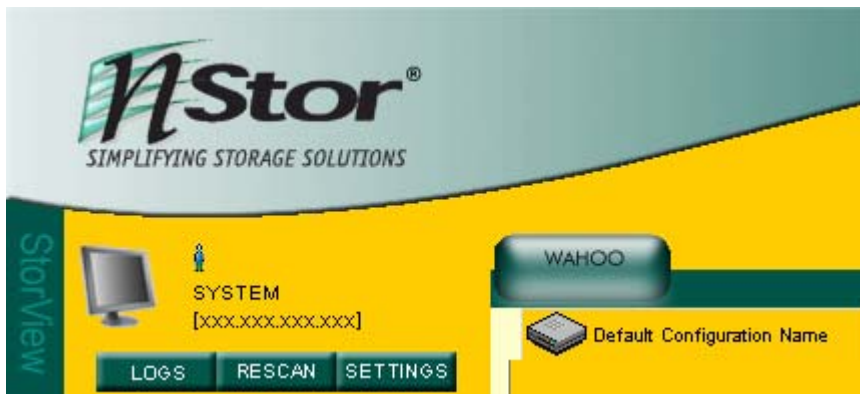 nStor®
SIMPLIFYING STORAGE SOLUTIONS
StorView
SYSTEM
[xxx.xxx.xxx.xxx]
LOGS RESCAN SETTINGS
WAHOO
Default Configuration Name